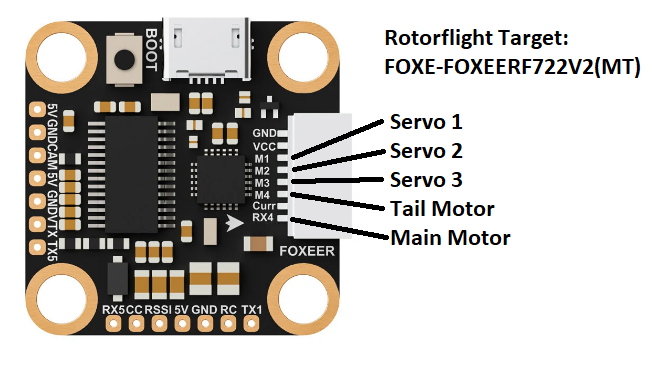 Rotorflight Target:
FOXE-FOXEERF722V2(MT)
BOOT
5V
GND
CAM
5V
GND
VTX
TX5
GND
VCC
M1
M2
M3
M4
Curr
RX4
Servo 1
Servo 2
Servo 3
Tail Motor
Main Motor
FOXEER
RX5 CC RSSI 5V GND RC TX1